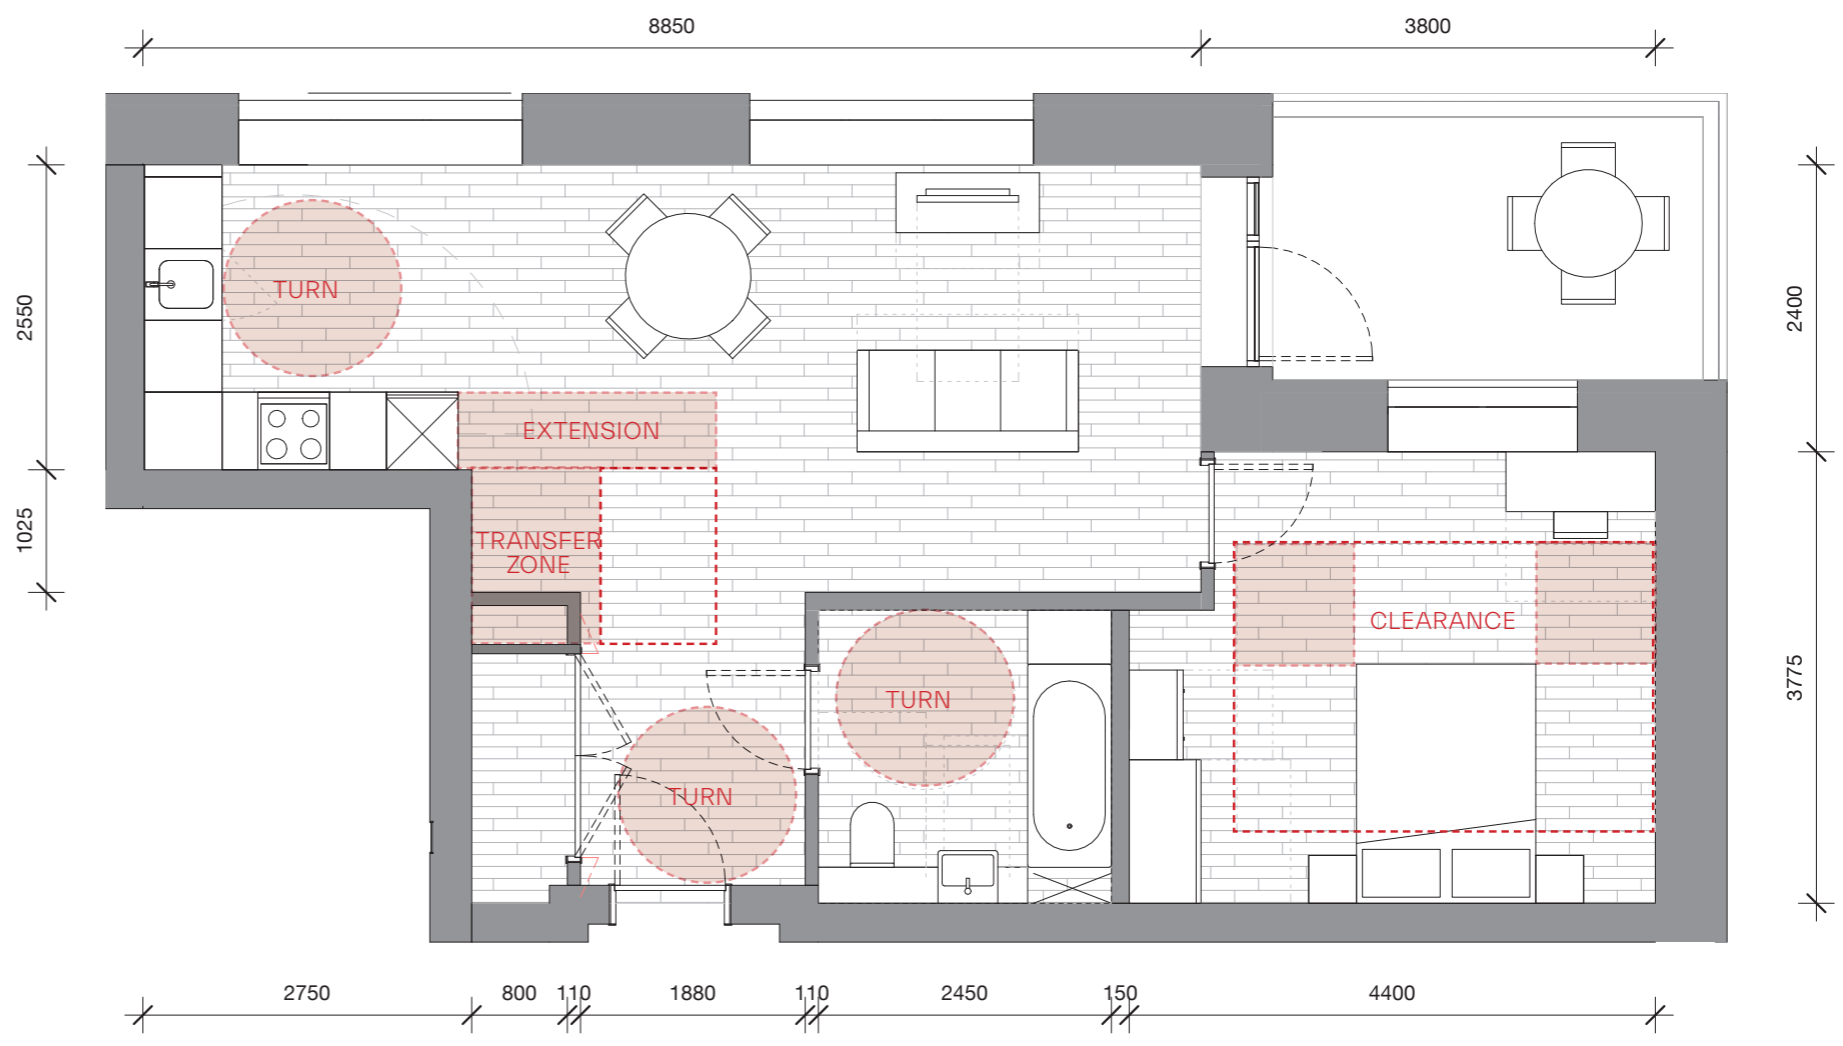 8850
3800
TURN
2550
2400
EXTENSION
1025
TRANSFER
ZONE
CLEARANCE
3775
TURN
TURN
2750
800
110
1880
110
2450
150
4400